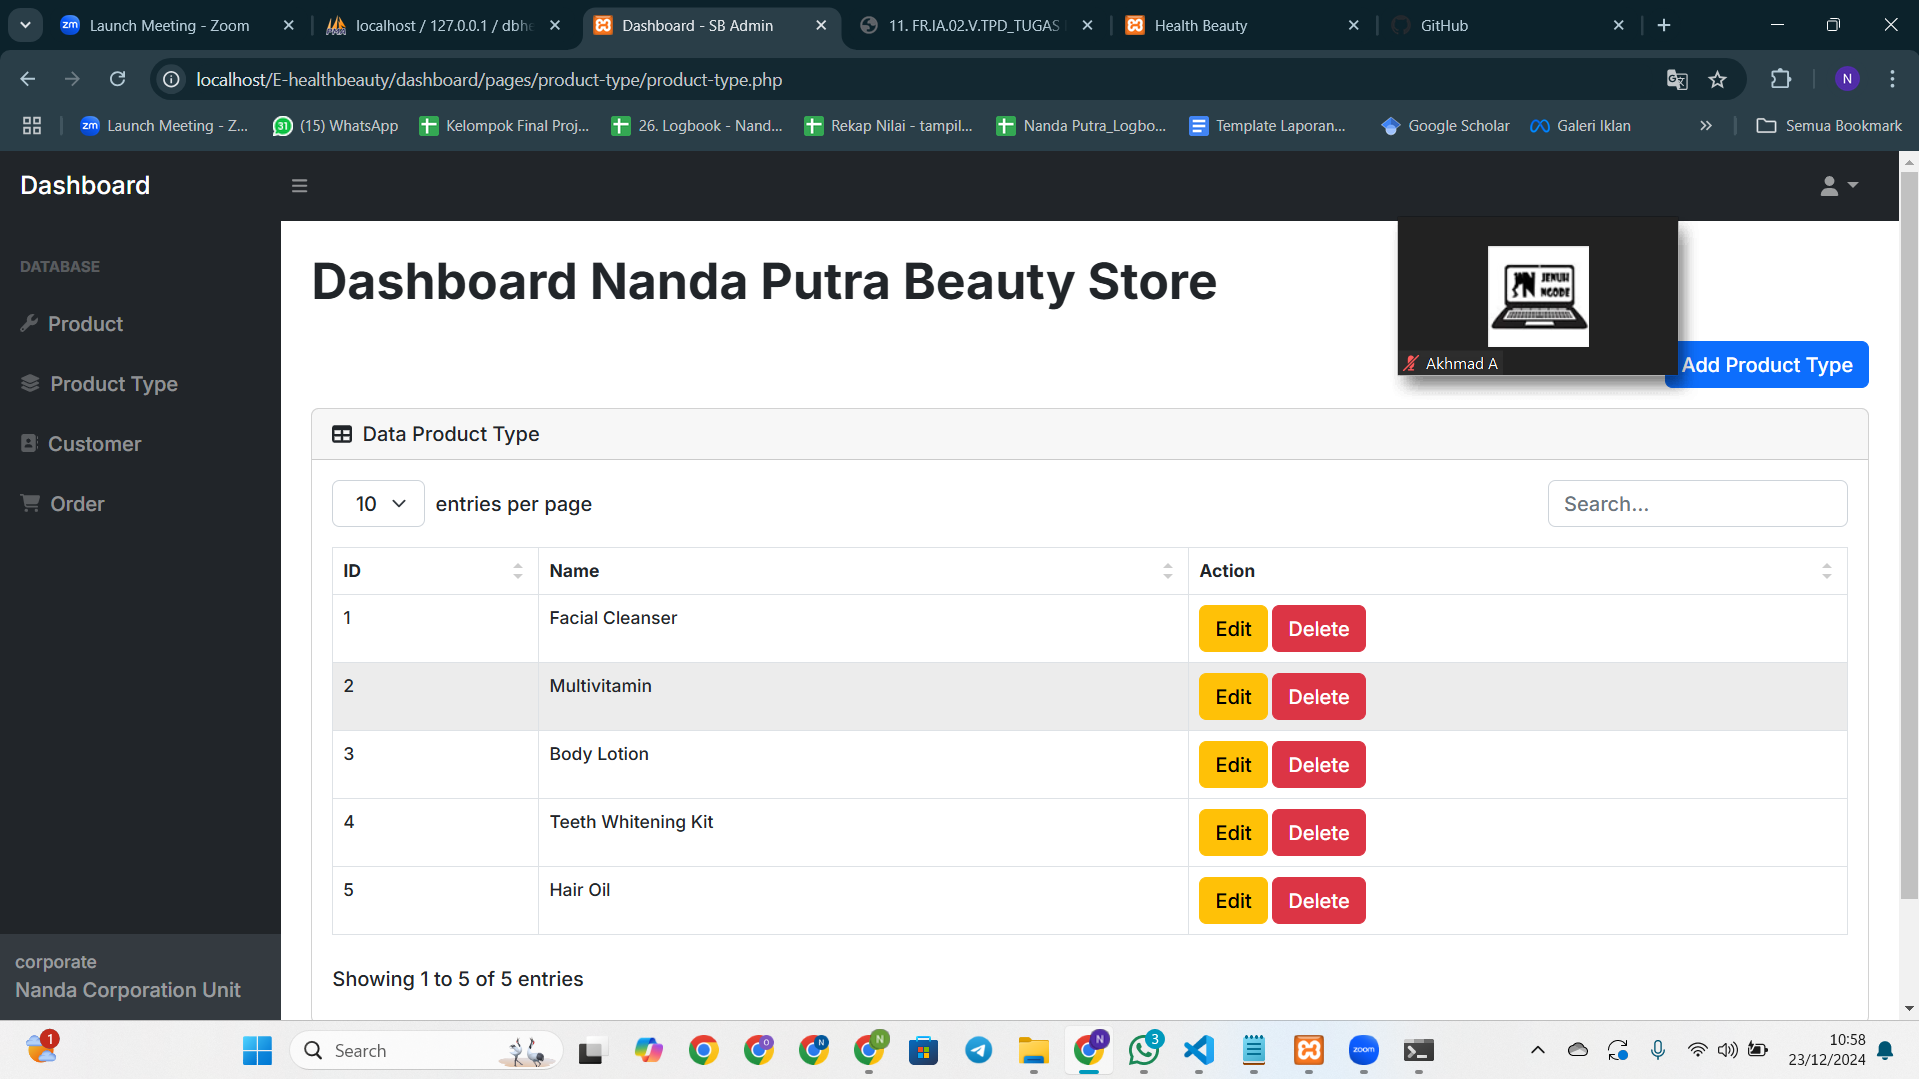 Launch Meeting - Zoom
localhost / 127.0.0.1 / dbhe
Dashboard - SB Admin
11. FR.IA.02.V.TPD_TUGAS
Health Beauty
GitHub
localhost/E-healthbeauty/dashboard/pages/product-type/product-type.php
N
zm Launch Meeting - Z...
31 (15) WhatsApp
Kelompok Final Proj...
26. Logbook - Nand...
Rekap Nilai - tampil...
Nanda Putra_Logbo...
Template Laporan...
Google Scholar
Galeri Iklan
Semua Bookmark
Dashboard
DATABASE
Product
Product Type
Customer
Order
corporate
Nanda Corporation Unit
Dashboard Nanda Putra Beauty Store
JENUH
NGODE
Akhmad A
Add Product Type
Data Product Type
10 entries per page
Search...
ID Name Action
1 Facial Cleanser Edit Delete
2 Multivitamin Edit Delete
3 Body Lotion Edit Delete
4 Teeth Whitening Kit Edit Delete
5 Hair Oil Edit Delete
Showing 1 to 5 of 5 entries
1
Search
O
N
N
N
3
zoom
10:58
23/12/2024